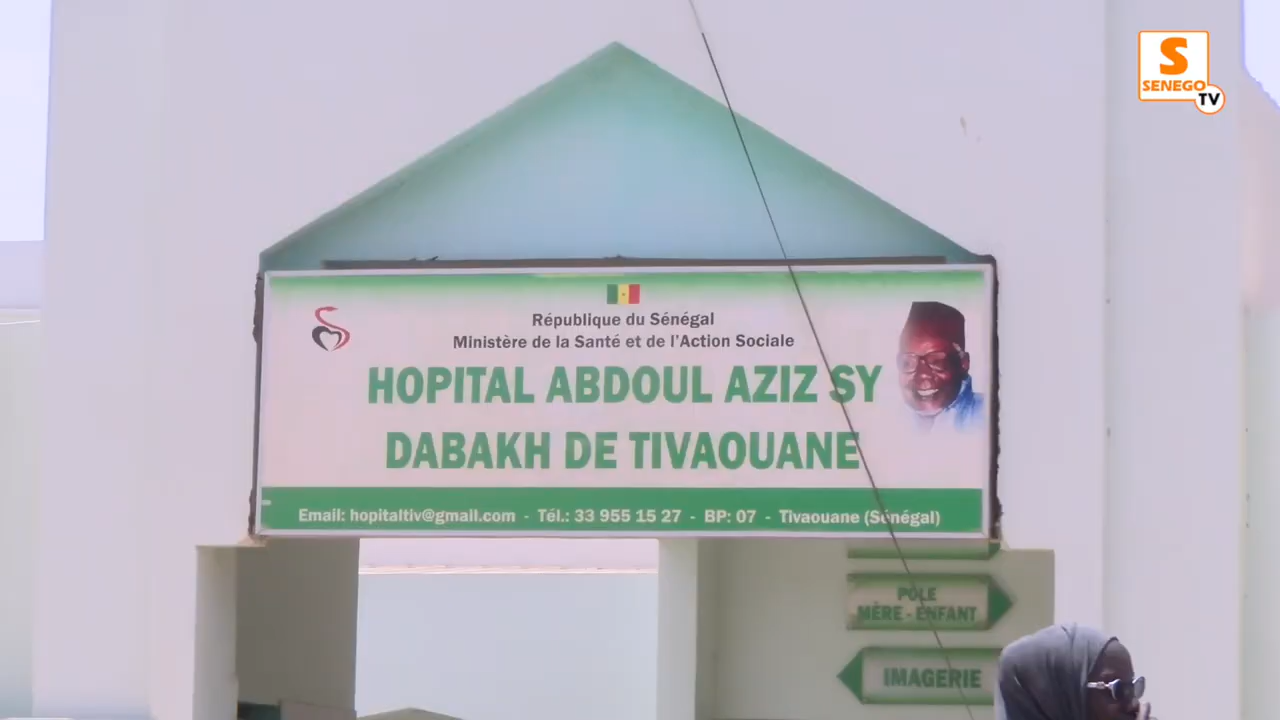 S
SENEGO
TV
République du Sénégal
Ministère de la Santé et de l'Action Sociale
HOPITAL ABDOUL AZIZ SY
DABAKH DE TIVAOUANE
Email: hopitaltiv@gmail.com - Tél.: 33 955 15 27 - BP: 07 - Tivaouane (Sénégal)
PÔLE
MÈRE - ENFANT
IMAGERIE